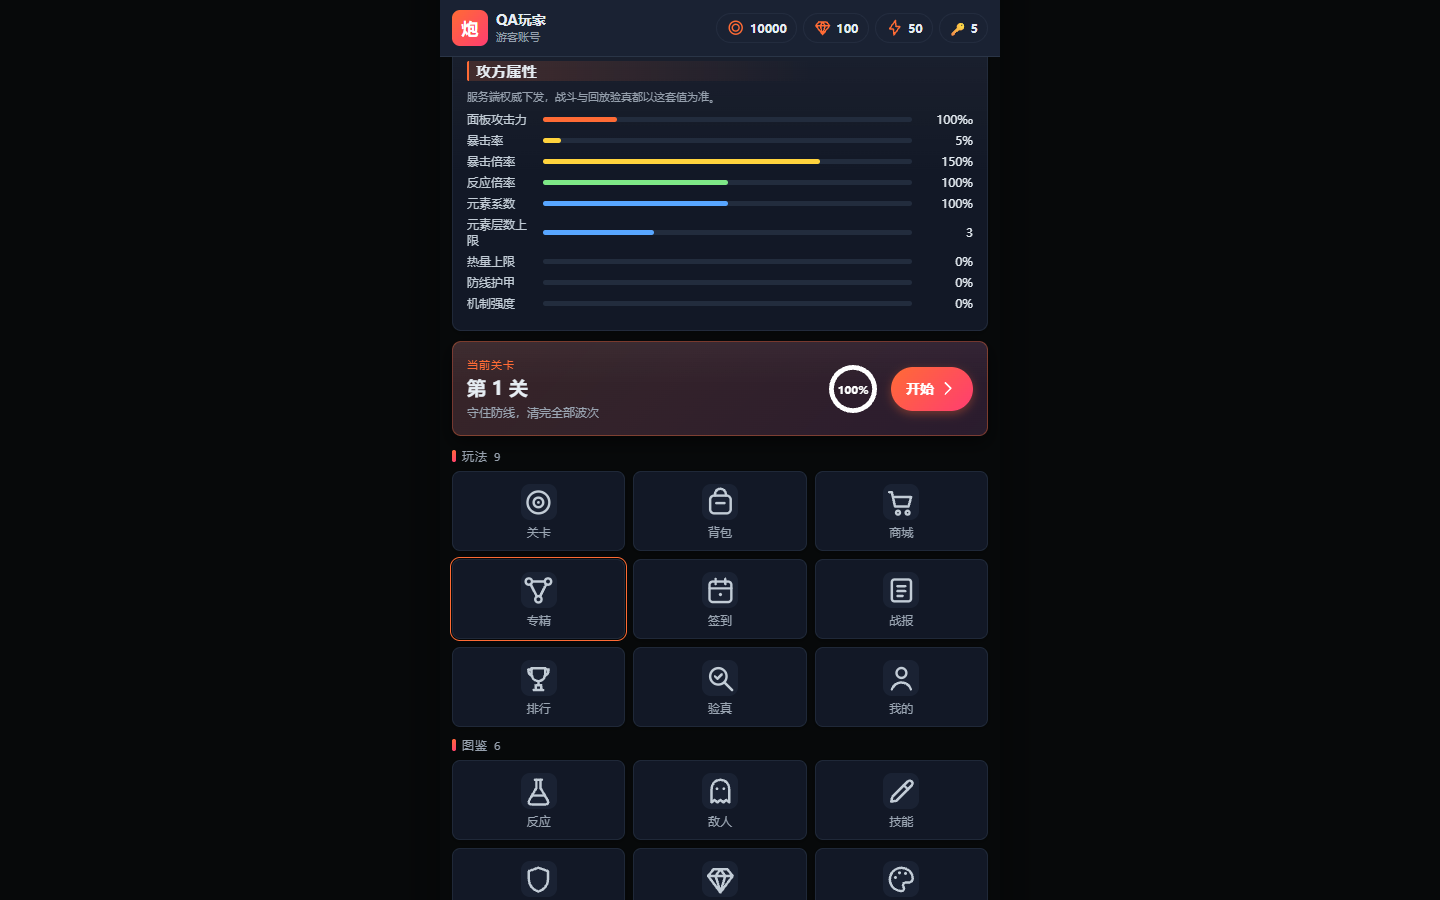 炮
QA玩家
游客账号
10000
100
50
5
攻方属性
服务端权威下发，战斗与回放验真都以这套值为准。
面板攻击力 100‰
暴击率 5%
暴击倍率 150%
反应倍率 100%
元素系数 100%
元素层数上限 3
热量上限 0%
防线护甲 0%
机制强度 0%
当前关卡
第 1 关
守住防线，清完全部波次
100%
开始
玩法 9
关卡
背包
商城
专精
签到
战报
排行
验真
我的
图鉴 6
反应
敌人
技能